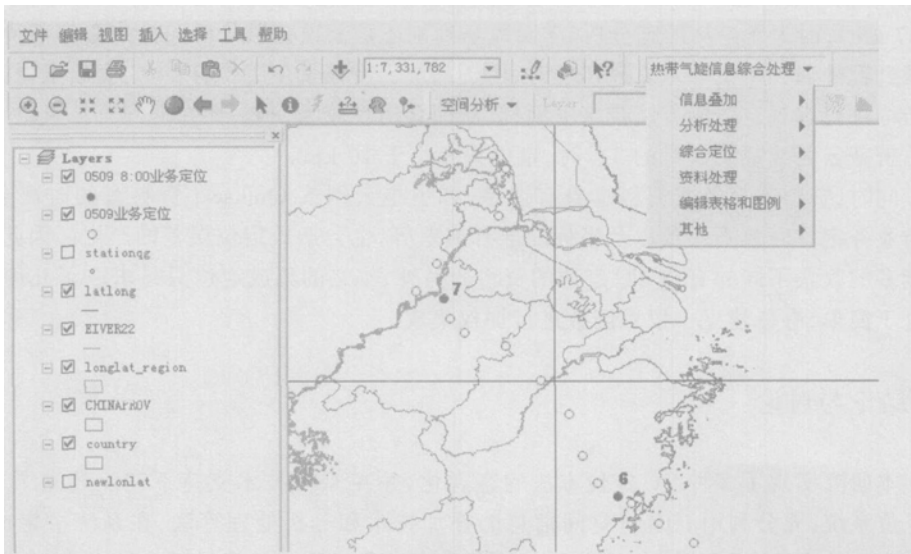 文件 编辑 视图 插入 选择 工具 帮助
1:7,331,782
热带气旋信息综合处理
空间分析
Layer
信息叠加
分析处理
综合定位
资料处理
编辑表格和图例
其他
Layers
0509 8:00业务定位
0509业务定位
stationqg
latlong
EIVER22
longlat_region
CHINAPROV
country
newlonlat
7
6